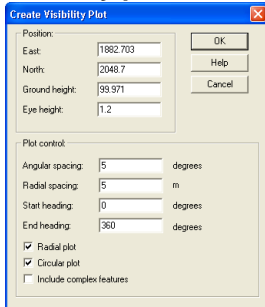 Create Visibility Plot
Position:
East: 1882.703
North: 2048.7
Ground height: 99.971
Eye height: 1.2
OK
Help
Cancel
Plot control:
Angular spacing: 5 degrees
Radial spacing: 5 m
Start heading: 0 degrees
End heading: 360 degrees
Radial plot
Circular plot
Include complex features